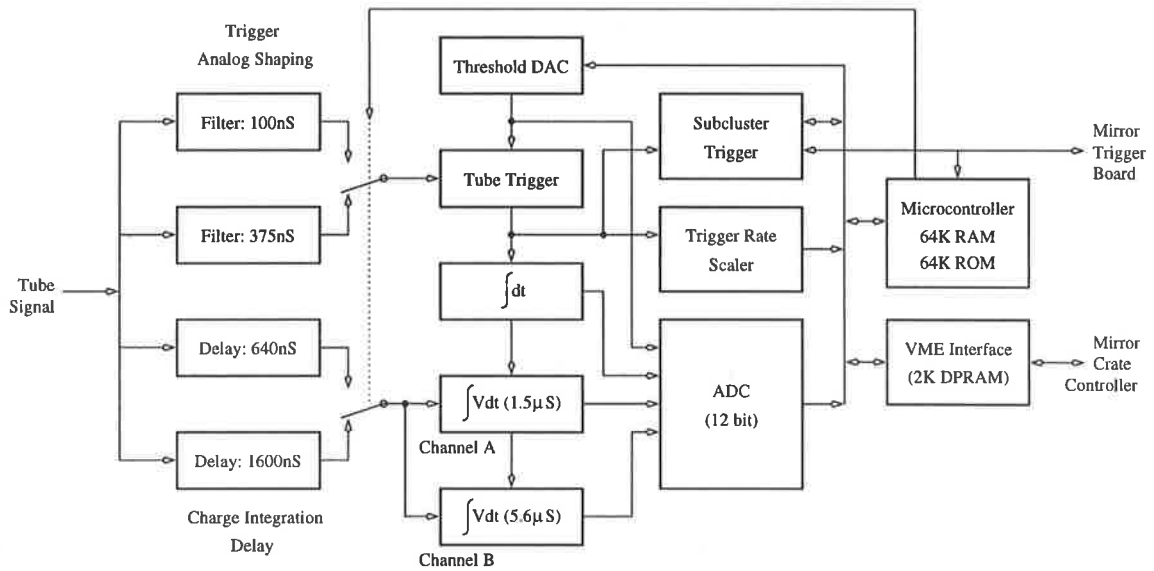 Trigger
Analog Shaping
Threshold DAC
Filter: 100nS
Subcluster
Trigger
Mirror
Trigger
Board
Tube Trigger
Microcontroller
64K RAM
64K ROM
Filter: 375nS
Trigger Rate
Scaler
Tube
Signal
∫dt
Delay: 640nS
VME Interface
(2K DPRAM)
Mirror
Crate
Controller
ADC
(12 bit)
∫Vdt (1.5μS)
Channel A
Delay: 1600nS
Charge Integration
Delay
∫Vdt (5.6μS)
Channel B